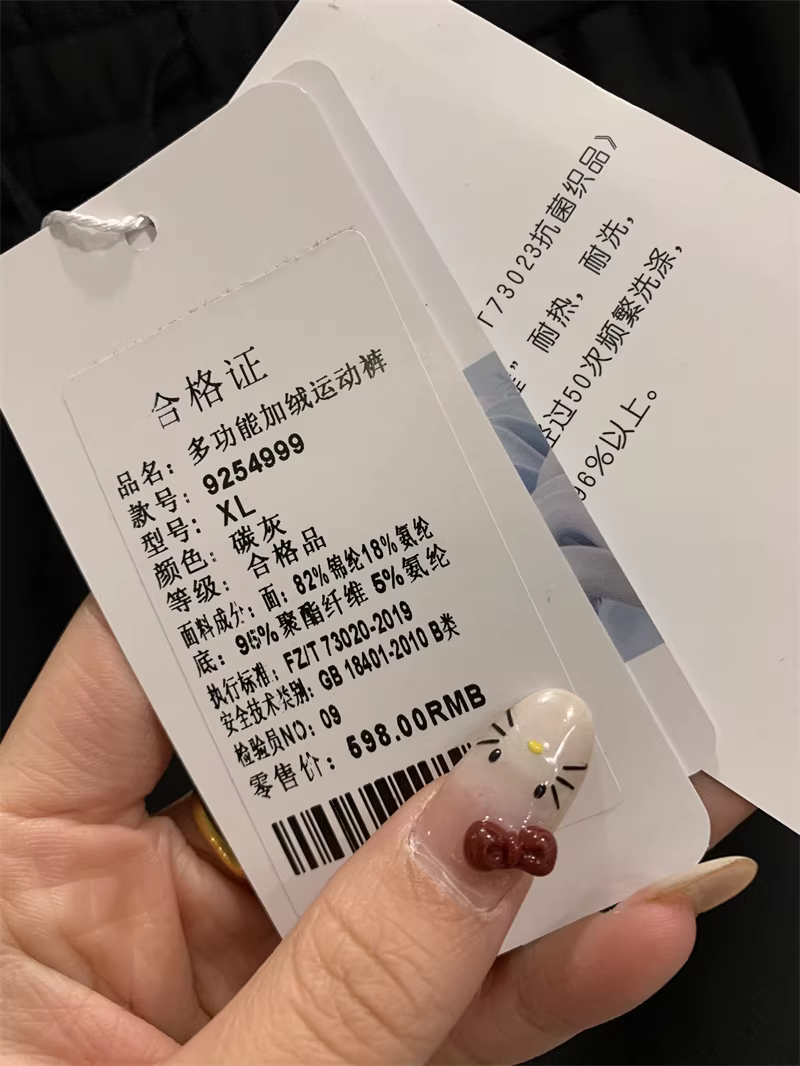 合格证
品名：多功能加绒运动裤
款号：9254999
型号：XL
颜色：碳灰
等级：合格品
面料成分：面：82%锦纶18%氨纶
底：95%聚酯纤维 5%氨纶
执行标准：FZ/T 73020-2019
安全技术类别：GB 18401-2010 B类
检验员NO：09
零售价：598.00RMB
73023抗菌织品》
” 耐热，耐洗，
经过50次频繁洗涤，
96%以上。